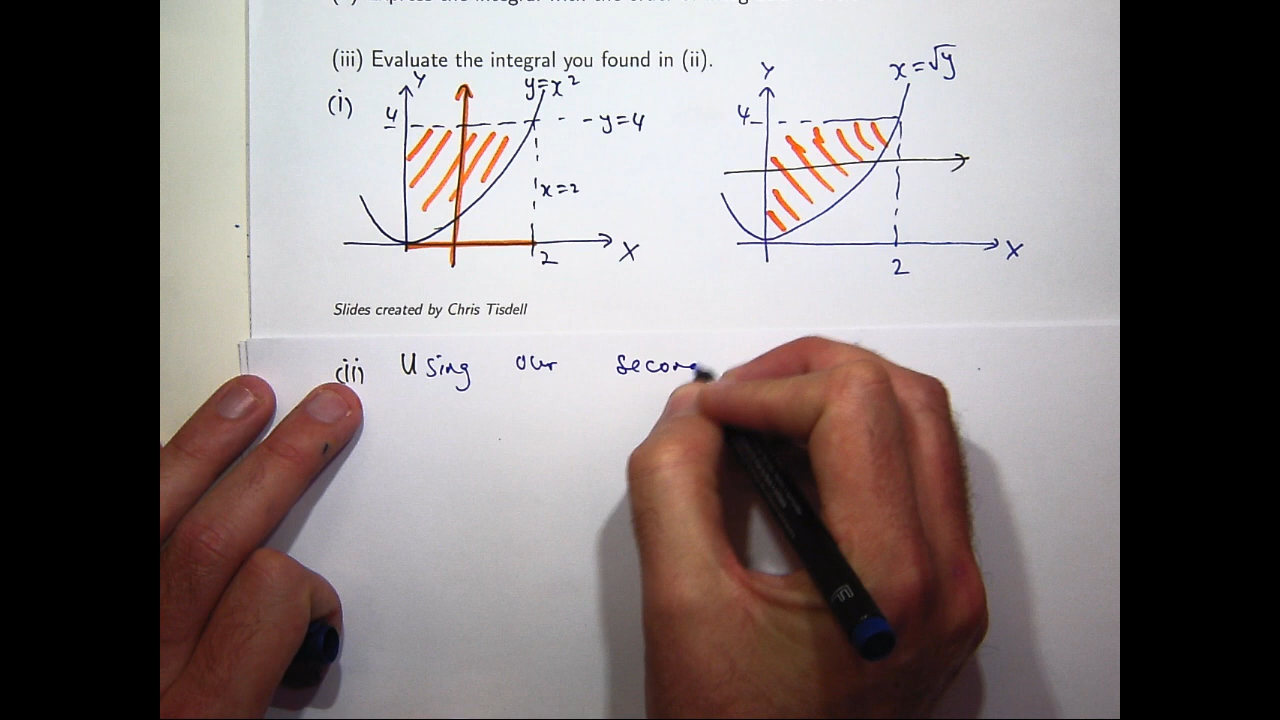 (iii) Evaluate the integral you found in (ii).
(i)
y
y=x²
4
y=4
x=2
2
x
y
x=√y
4
2
x
Slides created by Chris Tisdell
(ii) Using our secon